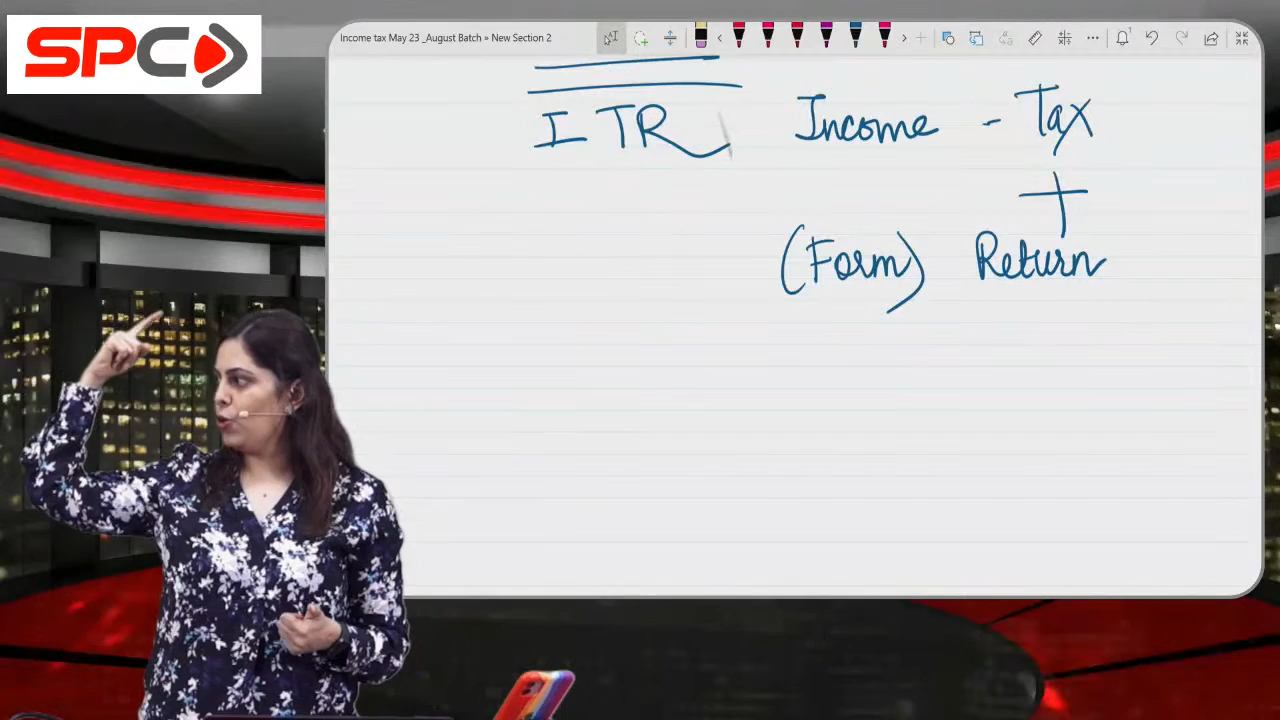 SPC
Income tax May 23 _August Batch » New Section 2
ITR Income - Tax
+
(Form) Return